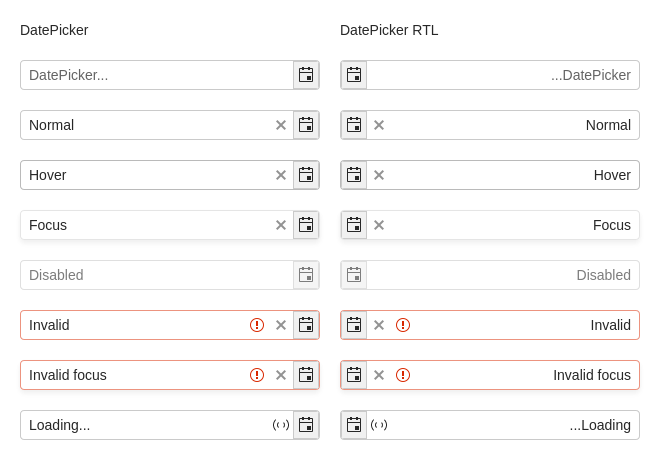 DatePicker
DatePicker RTL
DatePicker...
...DatePicker
Normal
Normal
Hover
Hover
Focus
Focus
Disabled
Disabled
Invalid
Invalid
Invalid focus
Invalid focus
Loading...
...Loading